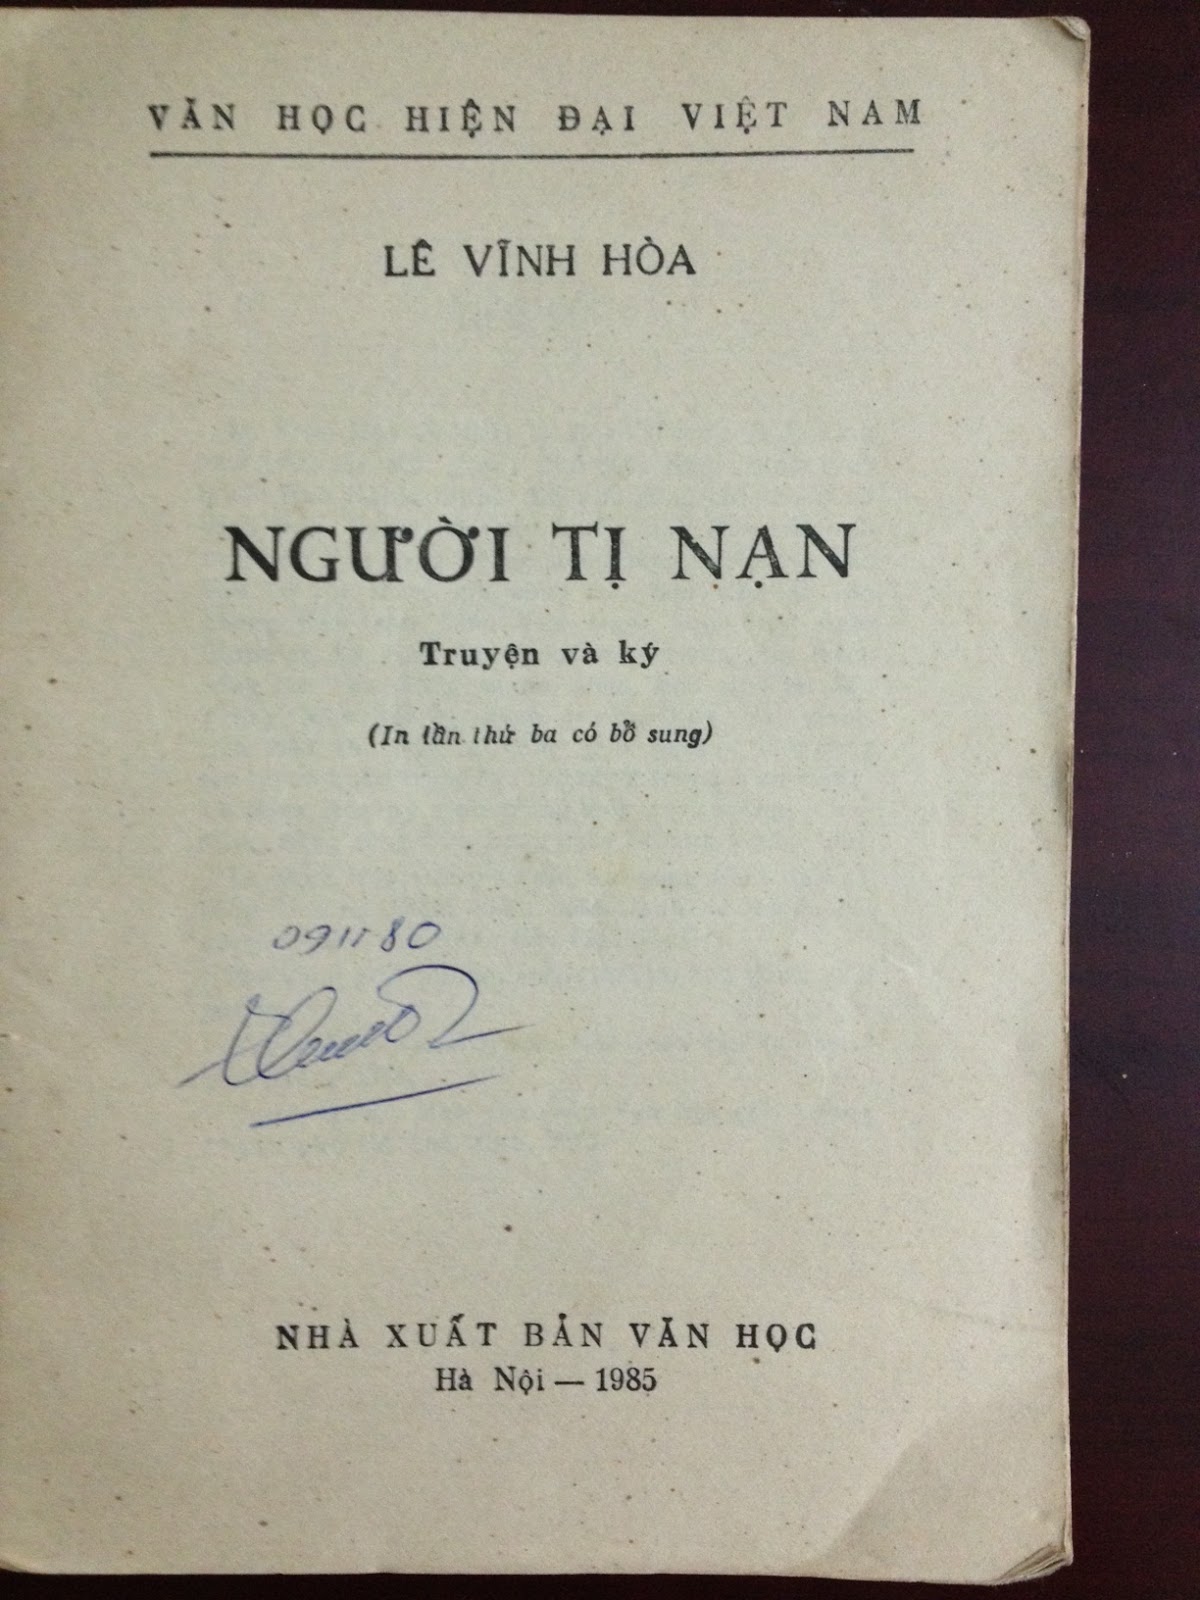 VĂN HỌC HIỆN ĐẠI VIỆT NAM
LÊ VĨNH HÒA
NGƯỜI TỊ NẠN
Truyện và ký
(In lần thứ ba có bổ sung)
091180
NHÀ XUẤT BẢN VĂN HỌC
Hà Nội — 1985